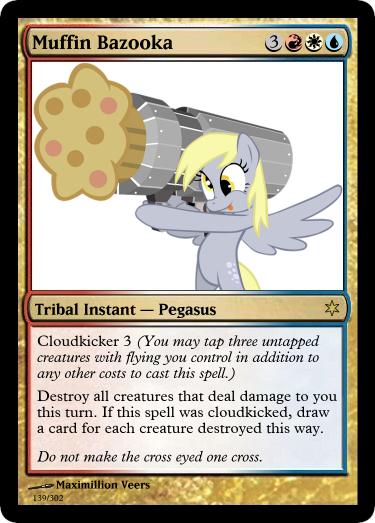 Muffin Bazooka 3
Tribal Instant — Pegasus
Cloudkicker 3 (You may tap three untapped
creatures with flying you control in addition to
any other costs to cast this spell.)
Destroy all creatures that deal damage to you
this turn. If this spell was cloudkicked, draw
a card for each creature destroyed this way.
Do not make the cross eyed one cross.
Maximillion Veers
139/302